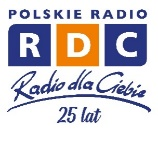 POLSKIE RADIO
RDC
Radio dla Ciebie
25 lat